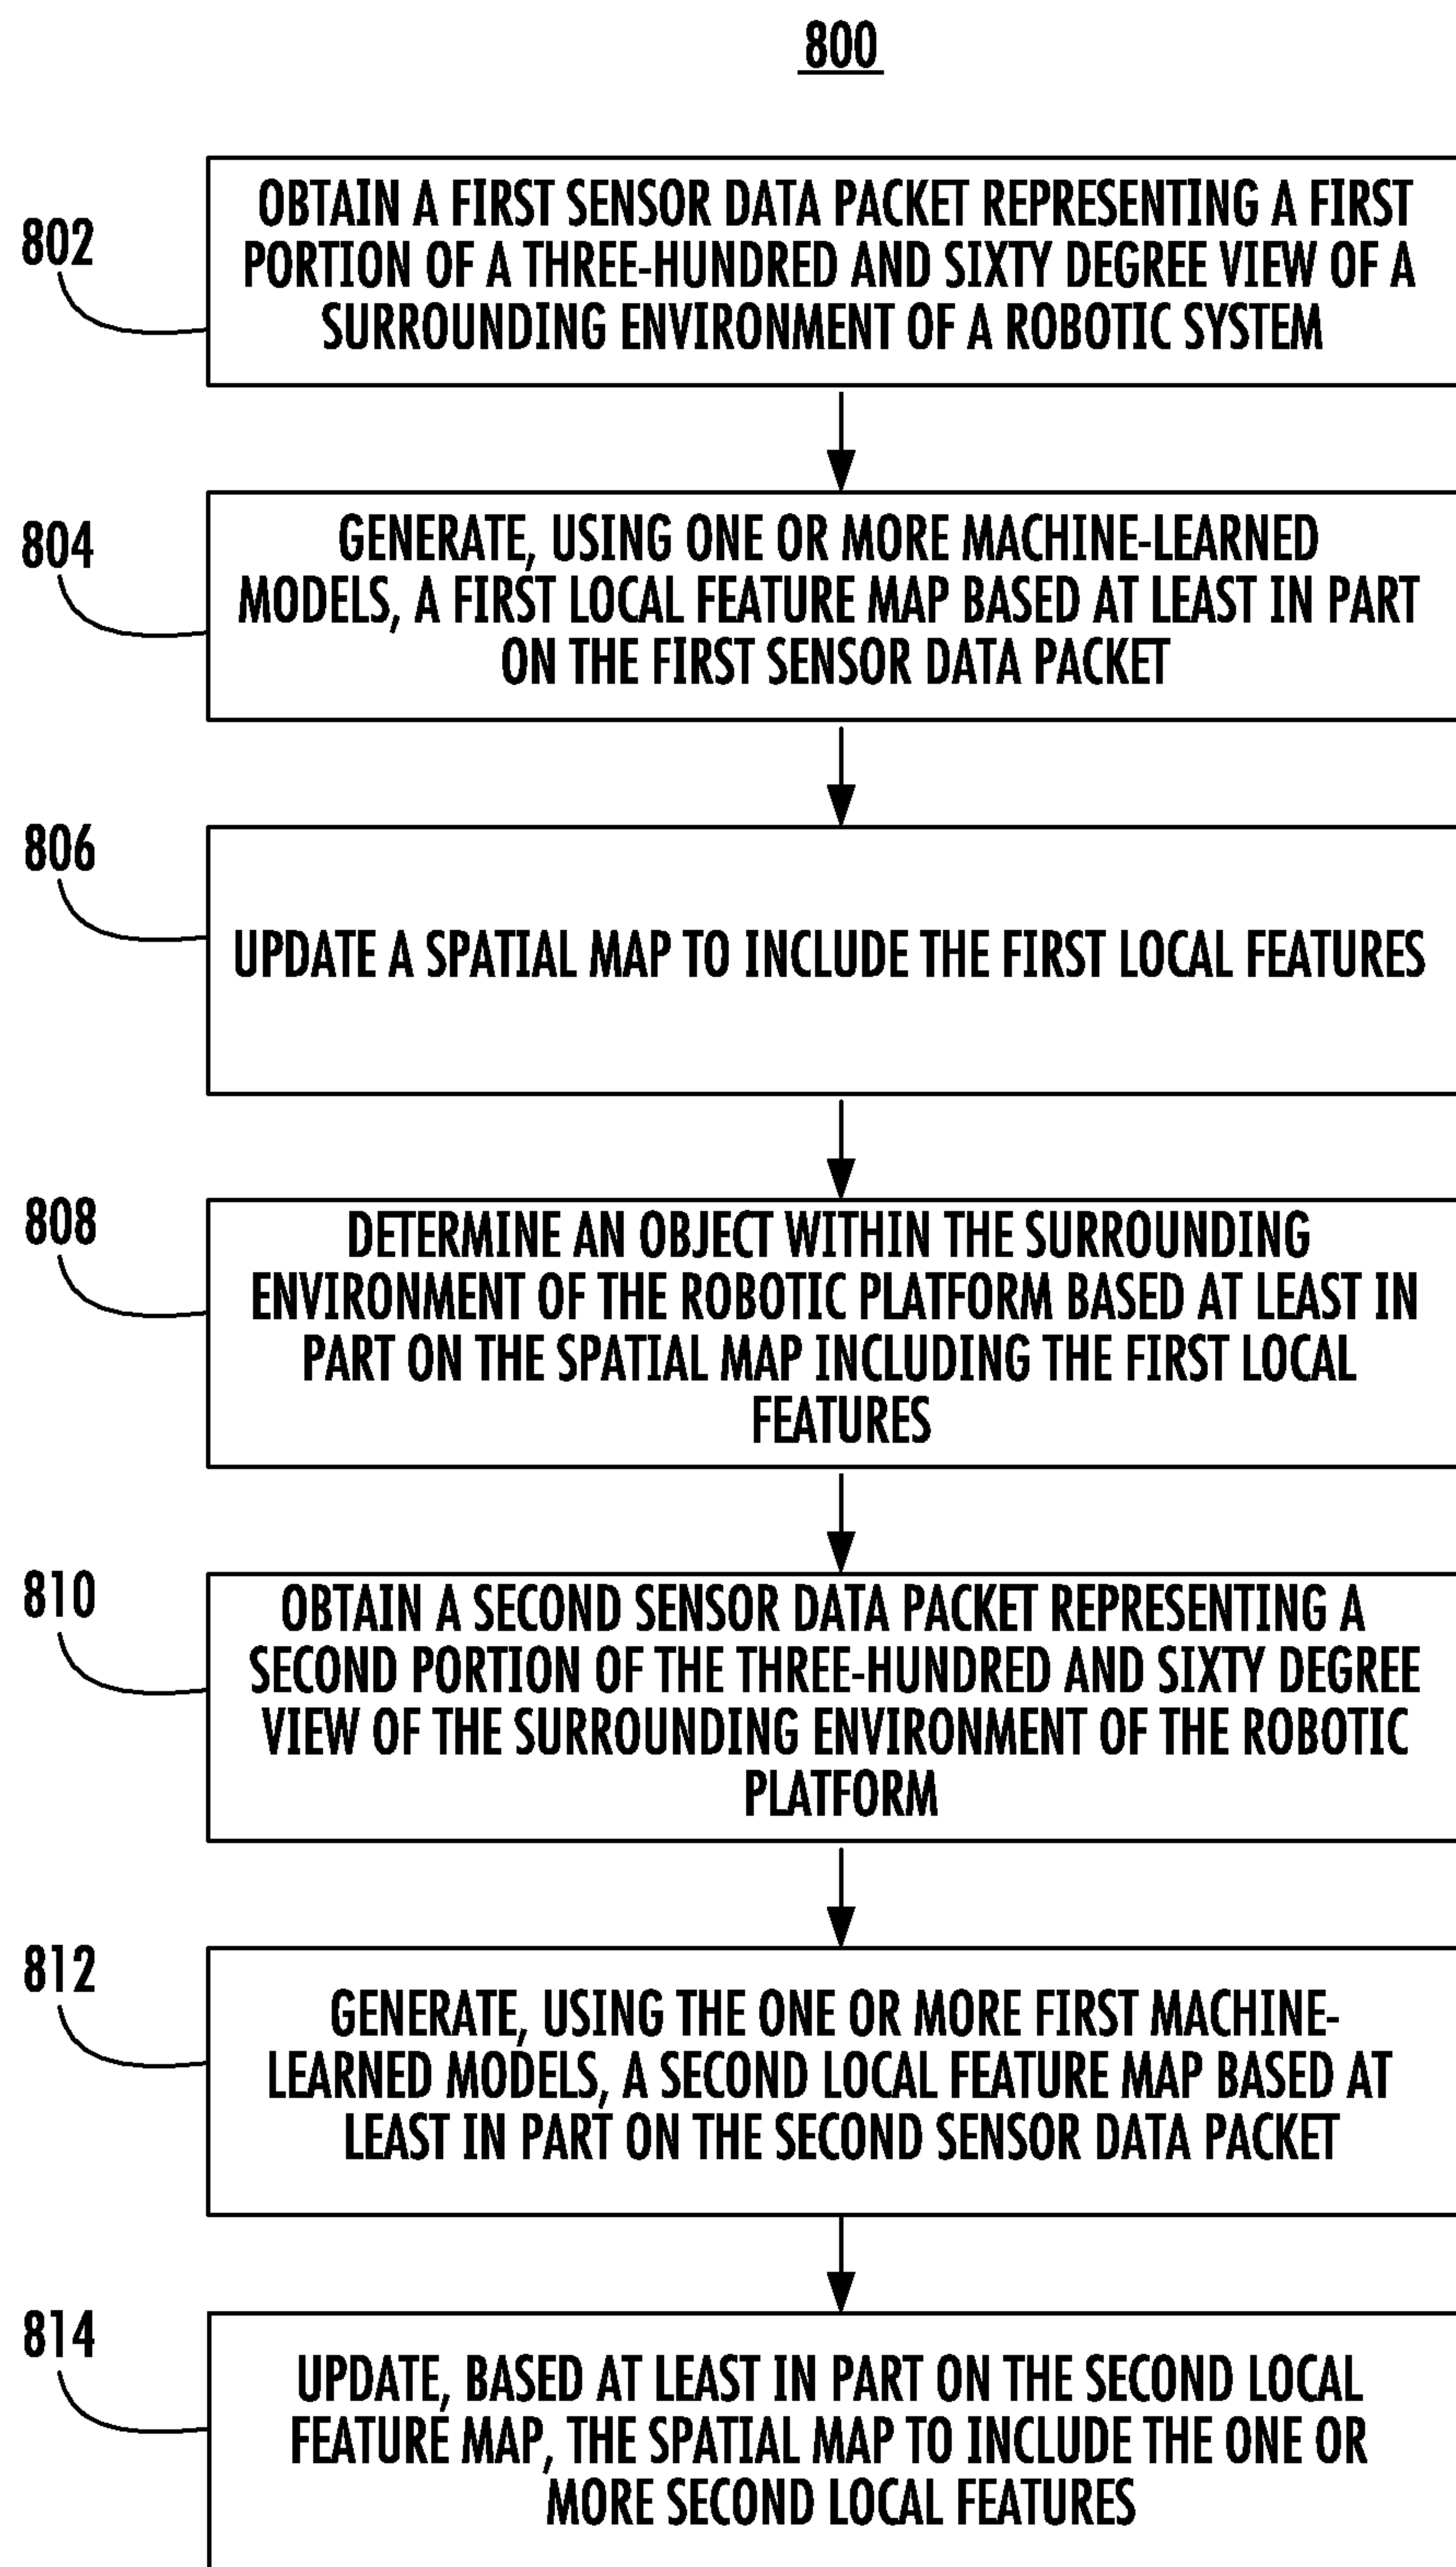 800
802
OBTAIN A FIRST SENSOR DATA PACKET REPRESENTING A FIRST
PORTION OF A THREE-HUNDRED AND SIXTY DEGREE VIEW OF A
SURROUNDING ENVIRONMENT OF A ROBOTIC SYSTEM
804
GENERATE, USING ONE OR MORE MACHINE-LEARNED
MODELS, A FIRST LOCAL FEATURE MAP BASED AT LEAST IN PART
ON THE FIRST SENSOR DATA PACKET
806
UPDATE A SPATIAL MAP TO INCLUDE THE FIRST LOCAL FEATURES
808
DETERMINE AN OBJECT WITHIN THE SURROUNDING
ENVIRONMENT OF THE ROBOTIC PLATFORM BASED AT LEAST IN
PART ON THE SPATIAL MAP INCLUDING THE FIRST LOCAL
FEATURES
810
OBTAIN A SECOND SENSOR DATA PACKET REPRESENTING A
SECOND PORTION OF THE THREE-HUNDRED AND SIXTY DEGREE
VIEW OF THE SURROUNDING ENVIRONMENT OF THE ROBOTIC
PLATFORM
812
GENERATE, USING THE ONE OR MORE FIRST MACHINE-
LEARNED MODELS, A SECOND LOCAL FEATURE MAP BASED AT
LEAST IN PART ON THE SECOND SENSOR DATA PACKET
814
UPDATE, BASED AT LEAST IN PART ON THE SECOND LOCAL
FEATURE MAP, THE SPATIAL MAP TO INCLUDE THE ONE OR
MORE SECOND LOCAL FEATURES